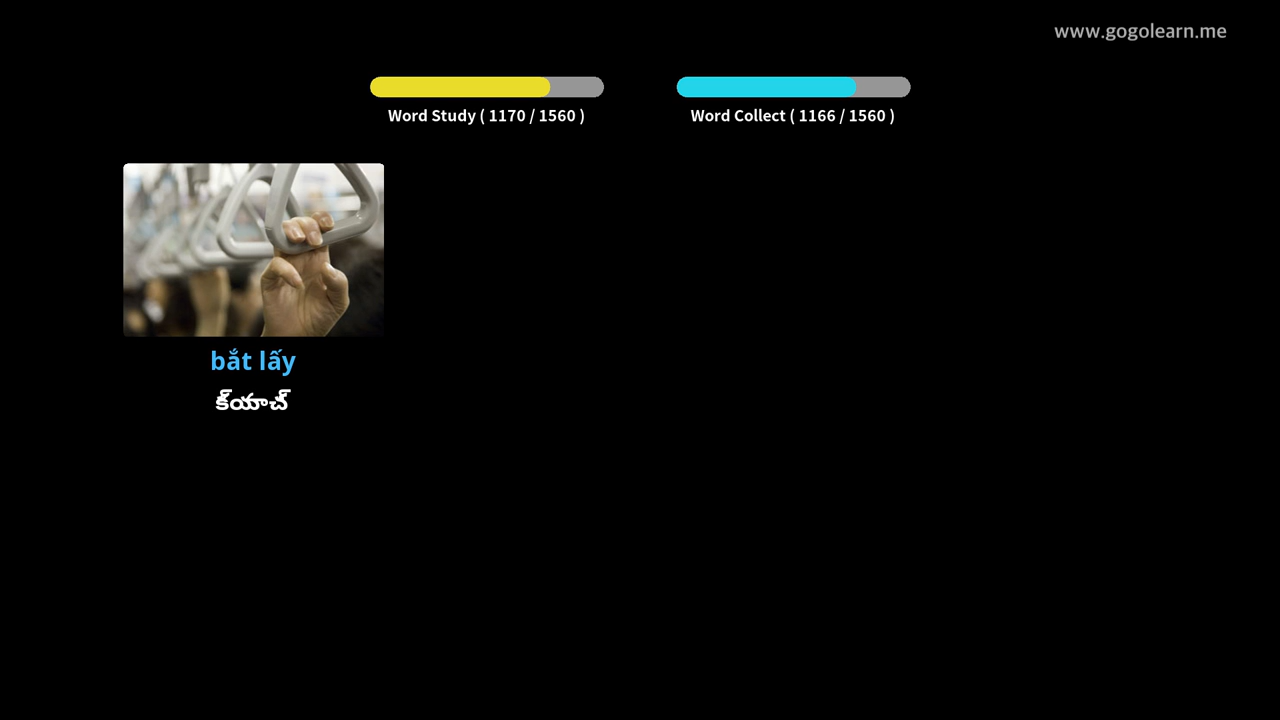 www.gogolearn.me
Word Study ( 1170 / 1560 )
Word Collect ( 1166 / 1560 )
bắt lấy
క్‌యాచ్